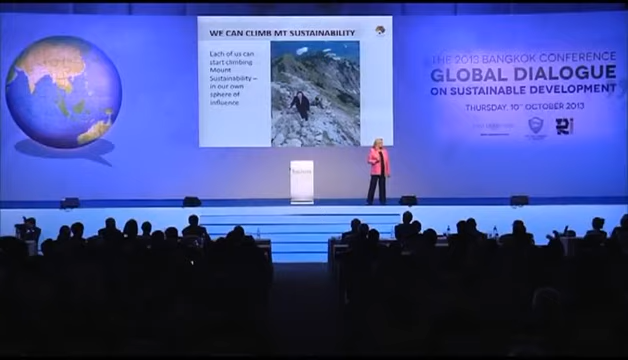 WE CAN CLIMB MT SUSTAINABILITY
Each of us can
start climbing
Mount
Sustainability –
in our own
sphere of
influence
THE 2013 BANGKOK CONFERENCE
GLOBAL DIALOGUE
ON SUSTAINABLE DEVELOPMENT
THURSDAY, 10TH OCTOBER 2013